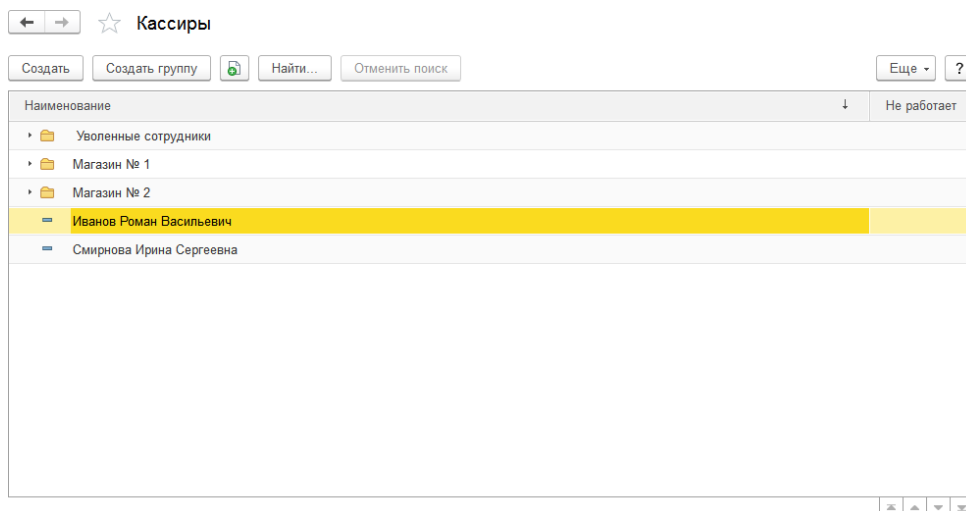 Кассиры
Создать Создать группу Найти... Отменить поиск Еще ?
Наименование ↓ Не работает
Уволенные сотрудники
Магазин № 1
Магазин № 2
Иванов Роман Васильевич
Смирнова Ирина Сергеевна